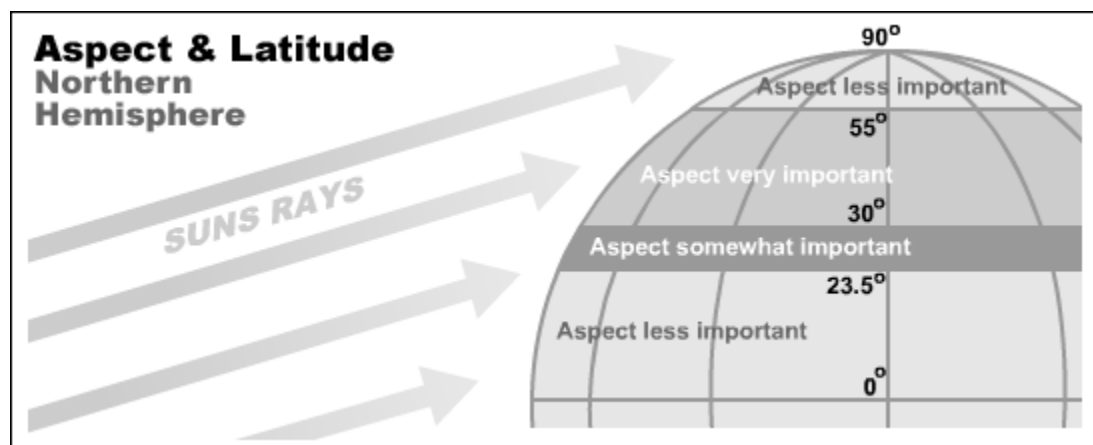 Aspect & Latitude
Northern
Hemisphere
SUNS RAYS
90°
Aspect less important
55°
Aspect very important
30°
Aspect somewhat important
23.5°
Aspect less important
0°